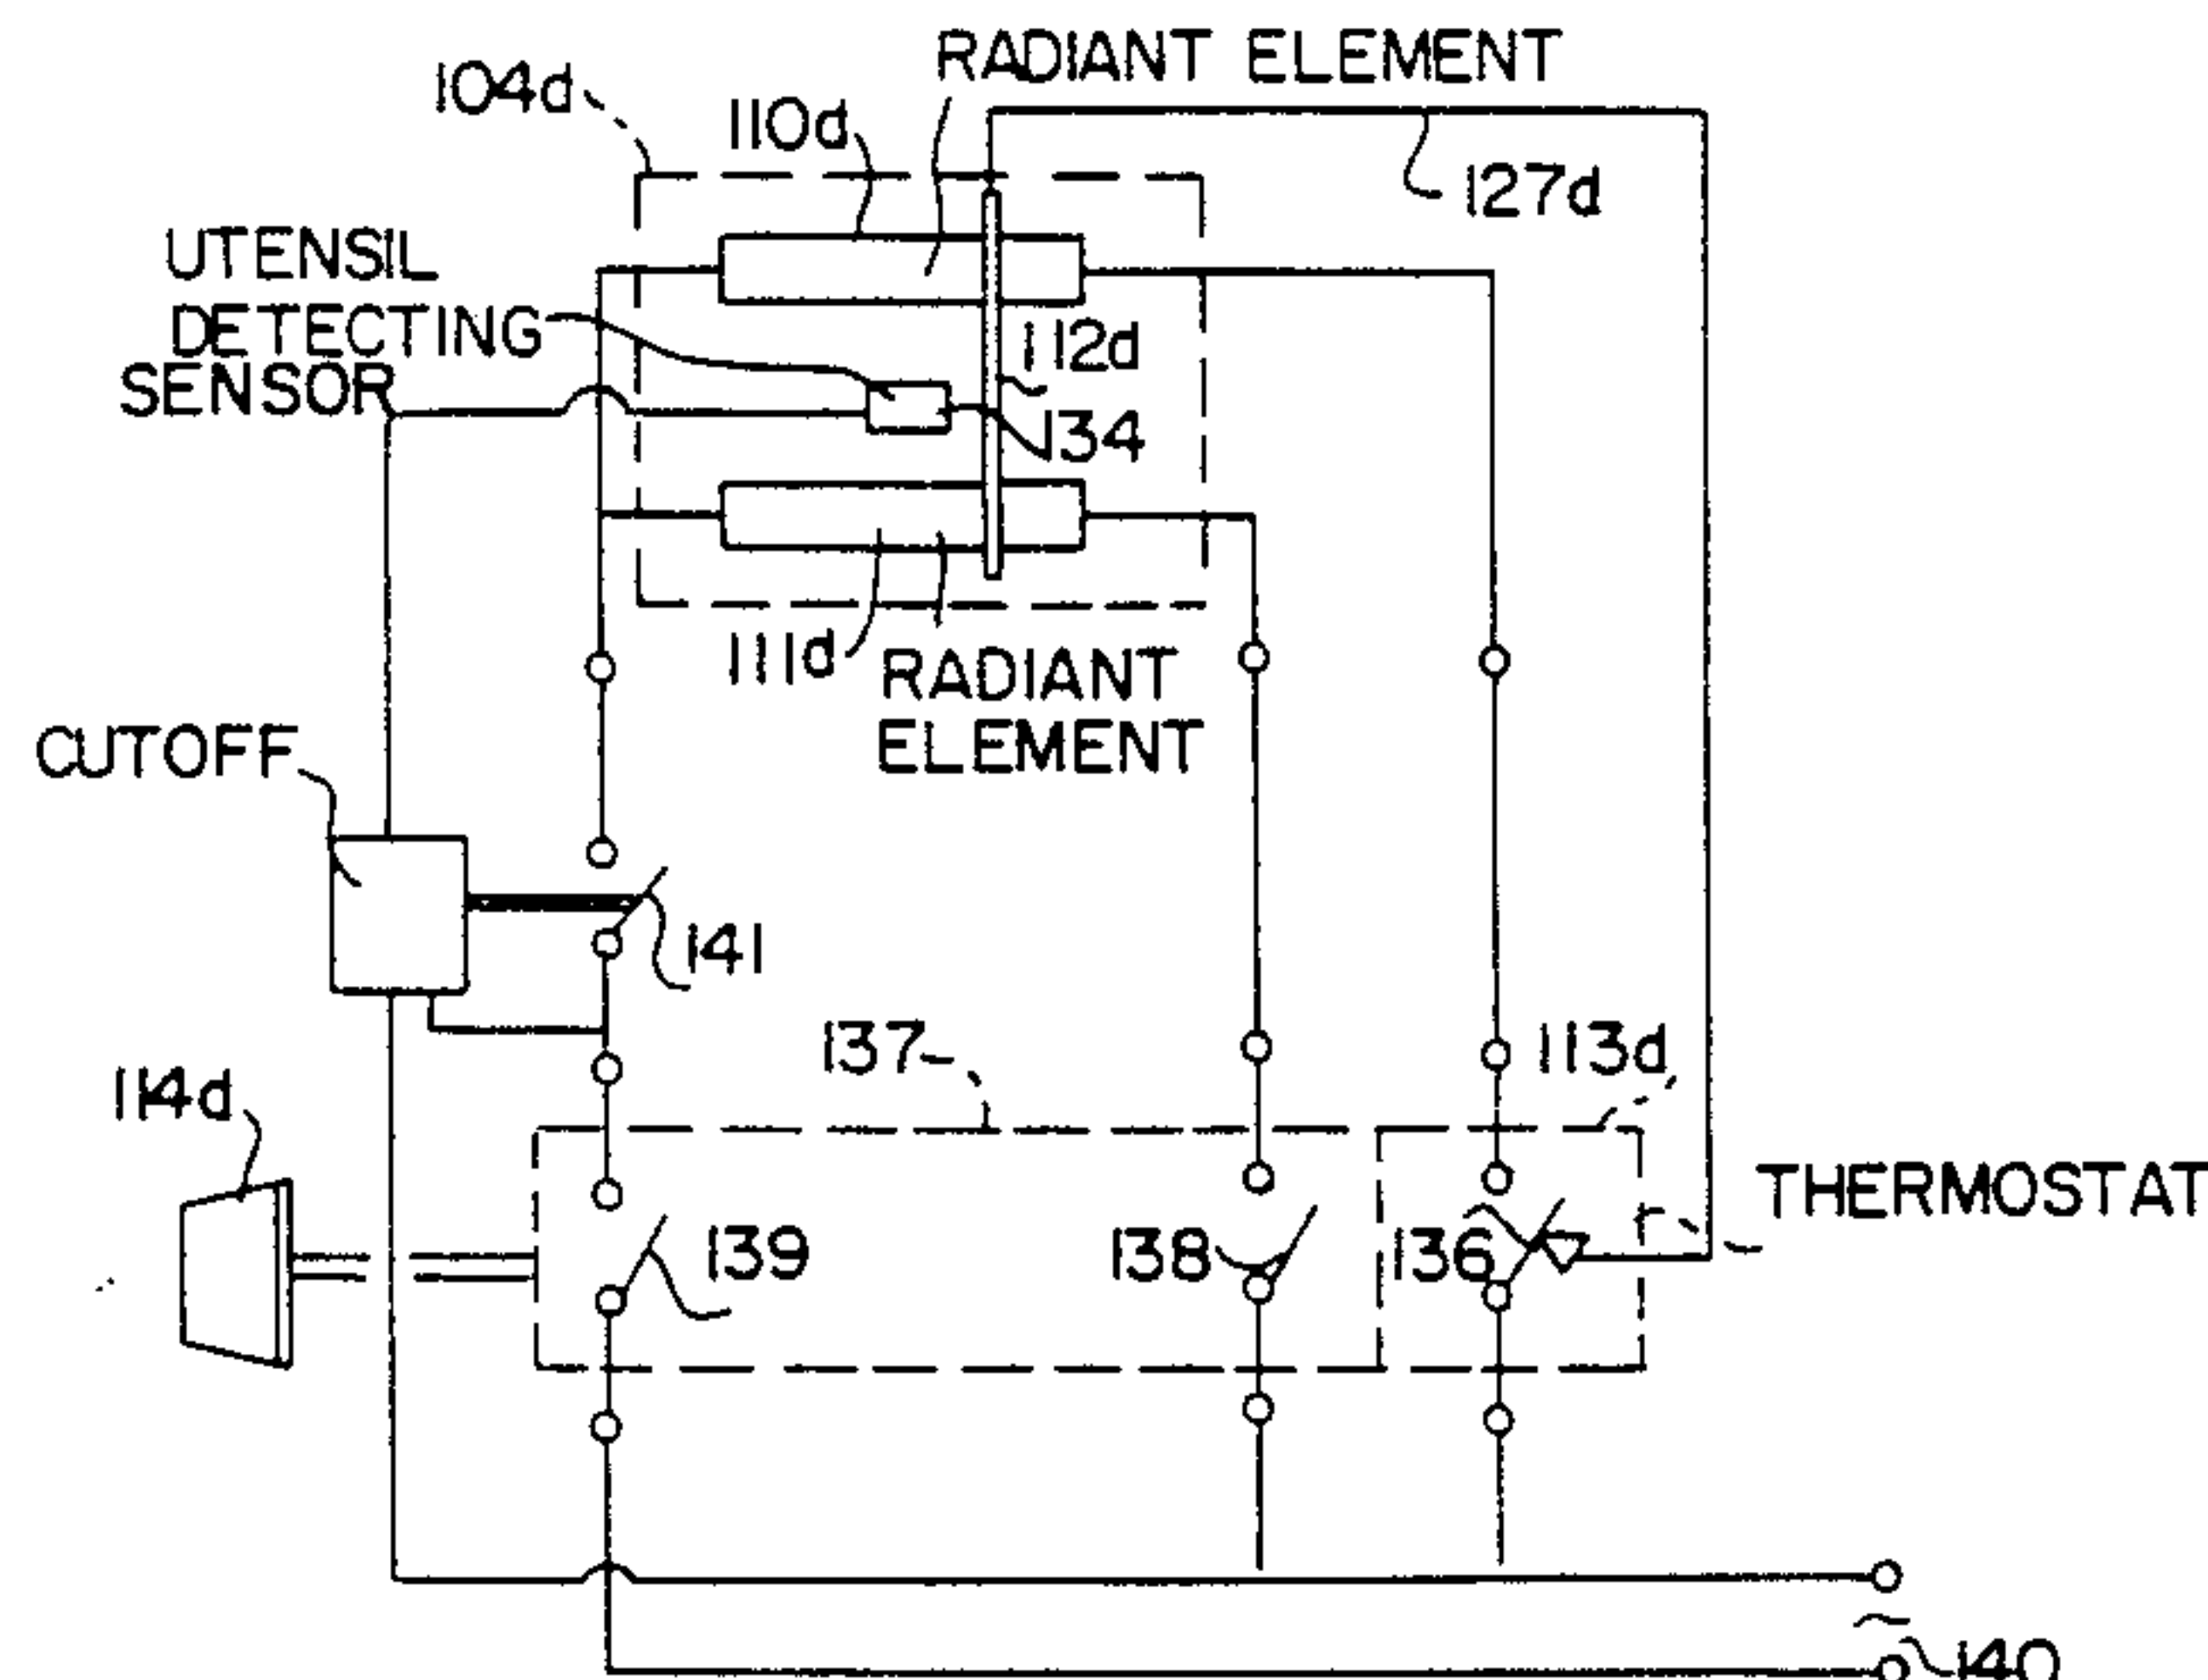 RADIANT ELEMENT
104d
110d
127d
UTENSIL
DETECTING
SENSOR
112d
134
111d
RADIANT
ELEMENT
CUTOFF
141
137
113d
114d
THERMOSTAT
139
138
136
140